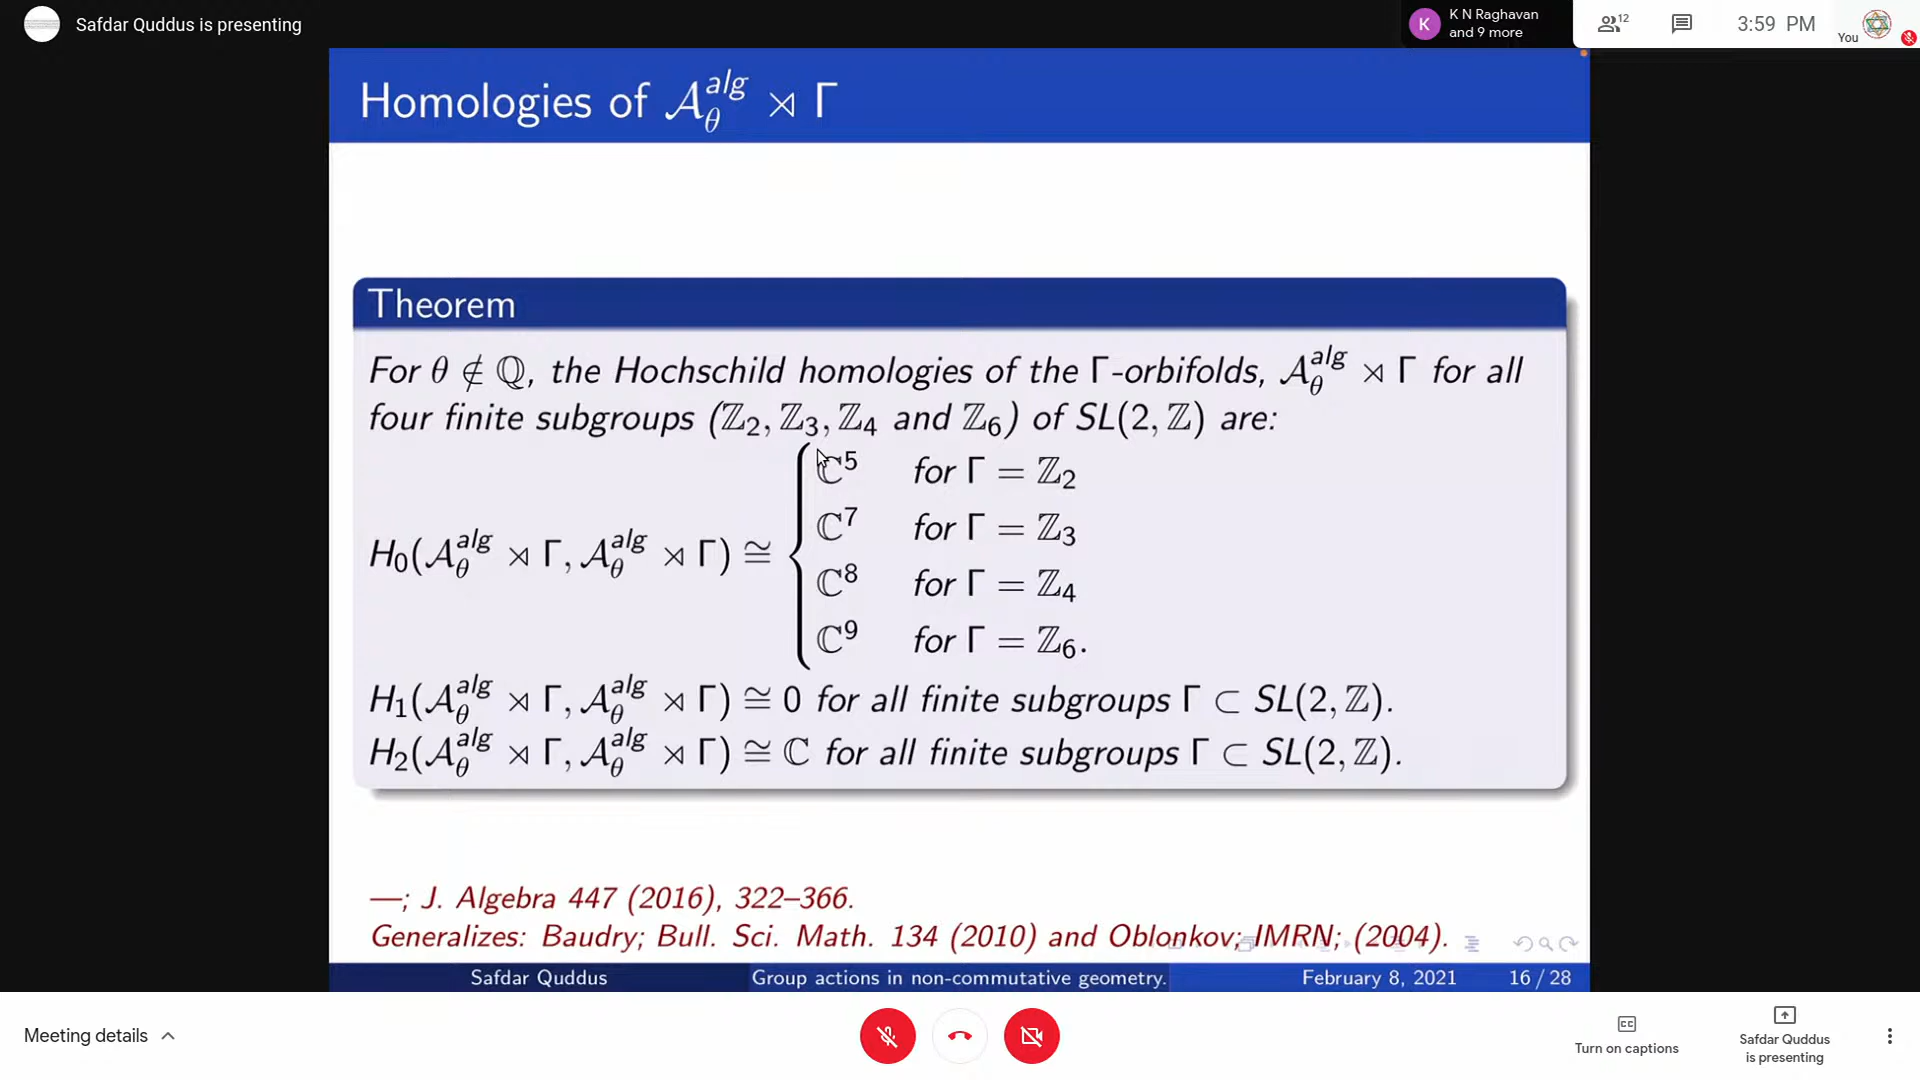 Safdar Quddus is presenting
K K N Raghavan
and 9 more
12
3:59 PM
You
Homologies of 𝒜_θ^alg ⋊ Γ
Theorem
For θ ∉ ℚ, the Hochschild homologies of the Γ-orbifolds, 𝒜_θ^alg ⋊ Γ for all
four finite subgroups (ℤ₂, ℤ₃, ℤ₄ and ℤ₆) of SL(2, ℤ) are:
H₀(𝒜_θ^alg ⋊ Γ, 𝒜_θ^alg ⋊ Γ) ≅ {
ℂ⁵ for Γ = ℤ₂
ℂ⁷ for Γ = ℤ₃
ℂ⁸ for Γ = ℤ₄
ℂ⁹ for Γ = ℤ₆.
H₁(𝒜_θ^alg ⋊ Γ, 𝒜_θ^alg ⋊ Γ) ≅ 0 for all finite subgroups Γ ⊂ SL(2, ℤ).
H₂(𝒜_θ^alg ⋊ Γ, 𝒜_θ^alg ⋊ Γ) ≅ ℂ for all finite subgroups Γ ⊂ SL(2, ℤ).
—; J. Algebra 447 (2016), 322–366.
Generalizes: Baudry; Bull. Sci. Math. 134 (2010) and Oblonkov; IMRN; (2004).
Safdar Quddus Group actions in non-commutative geometry. February 8, 2021 16 / 28
Meeting details
Turn on captions
Safdar Quddus
is presenting